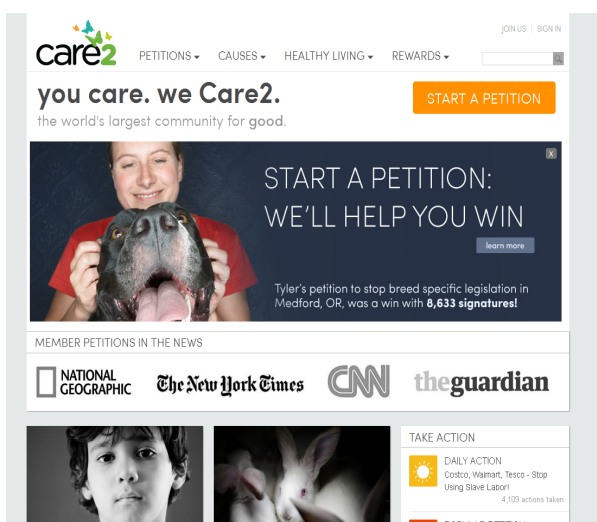 JOIN US | SIGN IN
care2
PETITIONS CAUSES HEALTHY LIVING REWARDS
you care. we Care2.
START A PETITION
the world's largest community for good.
x
START A PETITION:
WE'LL HELP YOU WIN
learn more
Tyler's petition to stop breed specific legislation in
Medford, OR, was a win with 8,633 signatures!
MEMBER PETITIONS IN THE NEWS
NATIONAL
GEOGRAPHIC
The New York Times
CNN
theguardian
TAKE ACTION
DAILY ACTION
Costco, Walmart, Tesco - Stop
Using Slave Labor!
4,109 actions taken